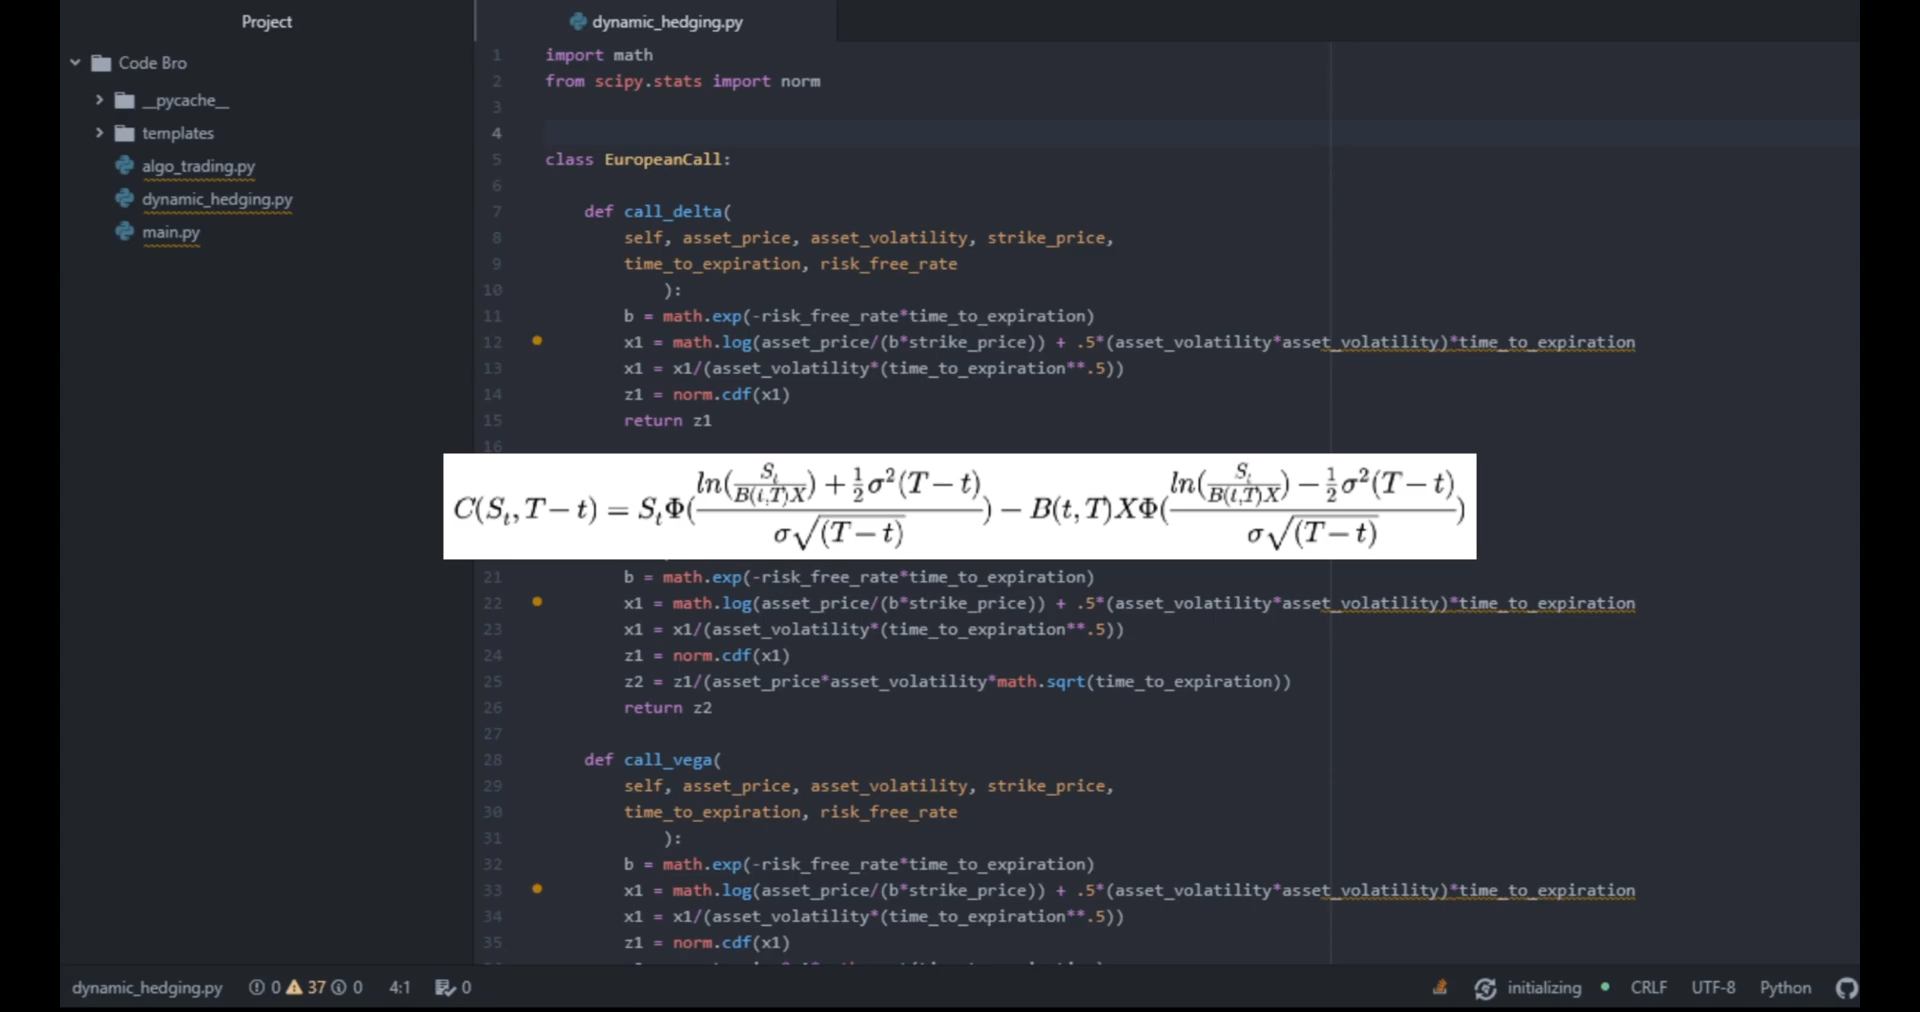 Project
dynamic_hedging.py
Code Bro
__pycache__
templates
algo_trading.py
dynamic_hedging.py
main.py
1 import math
2 from scipy.stats import norm
3
4
5 class EuropeanCall:
6
7 def call_delta(
8 self, asset_price, asset_volatility, strike_price,
9 time_to_expiration, risk_free_rate
10 ):
11 b = math.exp(-risk_free_rate*time_to_expiration)
12 x1 = math.log(asset_price/(b*strike_price)) + .5*(asset_volatility*asset_volatility)*time_to_expiration
13 x1 = x1/(asset_volatility*(time_to_expiration**.5))
14 z1 = norm.cdf(x1)
15 return z1
16
C(S_t, T − t) = S_tΦ((ln(S_t/(B(t,T)X)) + ½σ²(T − t))/(σ√(T − t))) − B(t,T)XΦ((ln(S_t/(B(t,T)X)) − ½σ²(T − t))/(σ√(T − t)))
21 b = math.exp(-risk_free_rate*time_to_expiration)
22 x1 = math.log(asset_price/(b*strike_price)) + .5*(asset_volatility*asset_volatility)*time_to_expiration
23 x1 = x1/(asset_volatility*(time_to_expiration**.5))
24 z1 = norm.cdf(x1)
25 z2 = z1/(asset_price*asset_volatility*math.sqrt(time_to_expiration))
26 return z2
27
28 def call_vega(
29 self, asset_price, asset_volatility, strike_price,
30 time_to_expiration, risk_free_rate
31 ):
32 b = math.exp(-risk_free_rate*time_to_expiration)
33 x1 = math.log(asset_price/(b*strike_price)) + .5*(asset_volatility*asset_volatility)*time_to_expiration
34 x1 = x1/(asset_volatility*(time_to_expiration**.5))
35 z1 = norm.cdf(x1)
dynamic_hedging.py 0 37 0 4:1 0 initializing CRLF UTF-8 Python